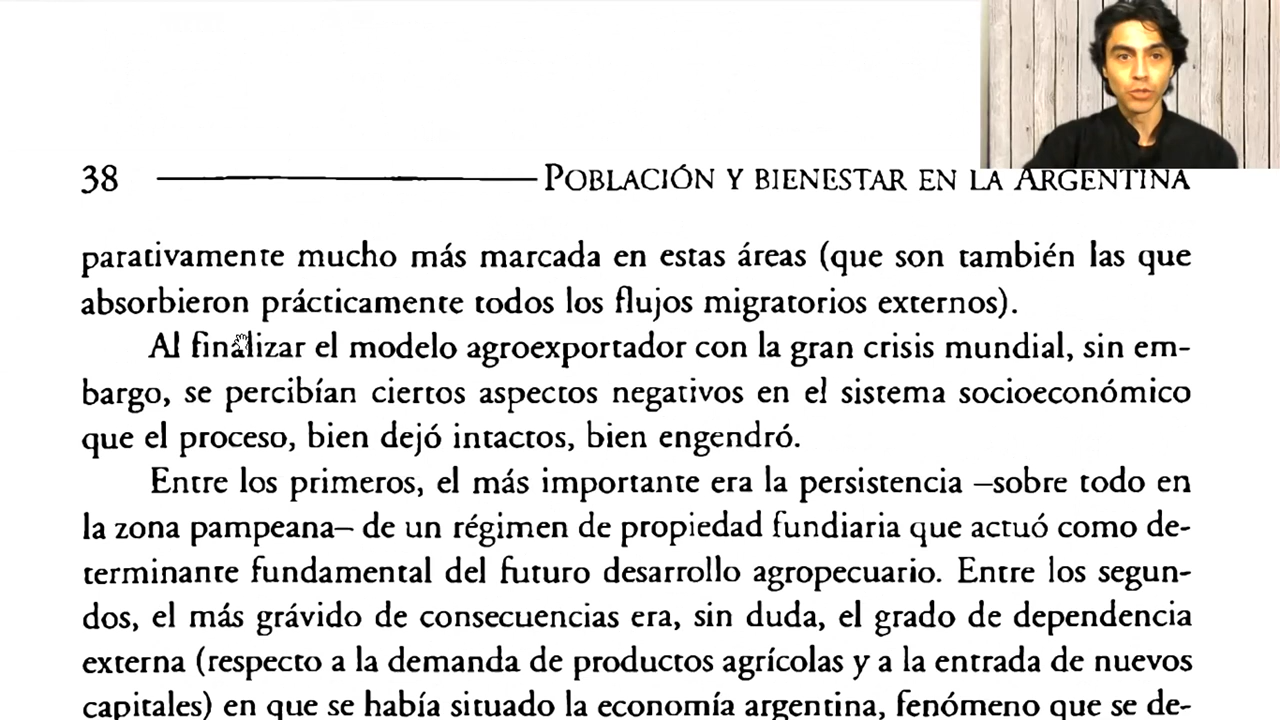 38 POBLACIÓN Y BIENESTAR EN LA ARGENTINA
parativamente mucho más marcada en estas áreas (que son también las que
absorbieron prácticamente todos los flujos migratorios externos).
Al finalizar el modelo agroexportador con la gran crisis mundial, sin em-
bargo, se percibían ciertos aspectos negativos en el sistema socioeconómico
que el proceso, bien dejó intactos, bien engendró.
Entre los primeros, el más importante era la persistencia –sobre todo en
la zona pampeana– de un régimen de propiedad fundiaria que actuó como de-
terminante fundamental del futuro desarrollo agropecuario. Entre los segun-
dos, el más grávido de consecuencias era, sin duda, el grado de dependencia
externa (respecto a la demanda de productos agrícolas y a la entrada de nuevos
capitales) en que se había situado la economía argentina, fenómeno que se de-